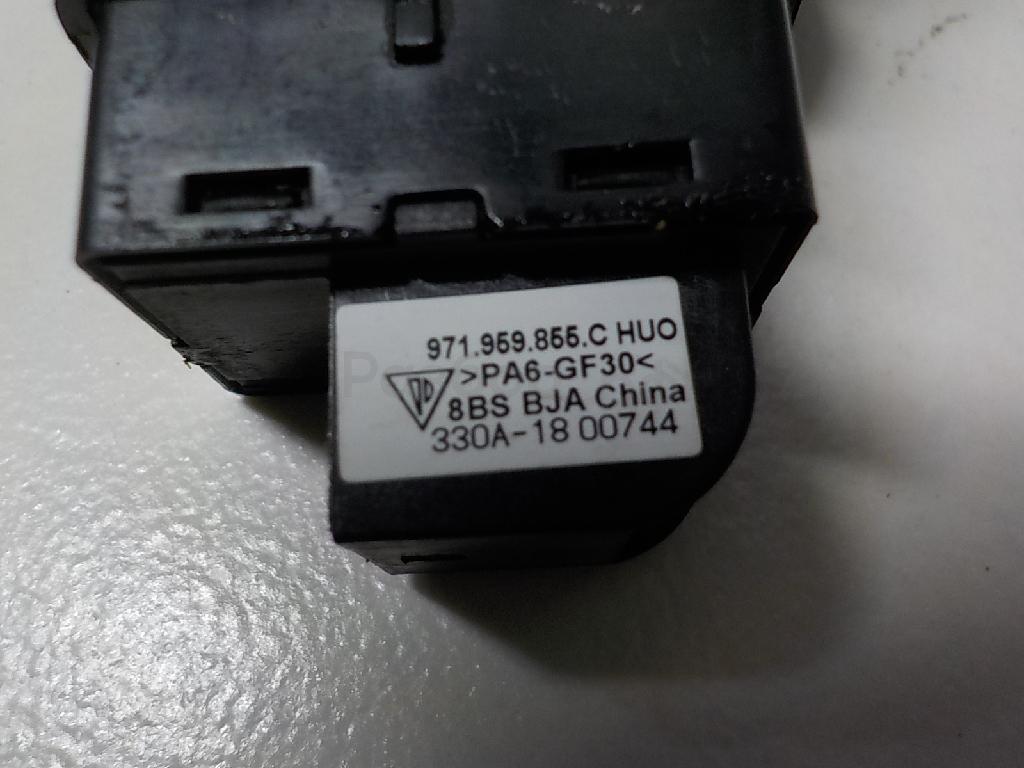 971.959.855.C HUO
>PA6-GF30<
8BS BJA China
330A-18 00744